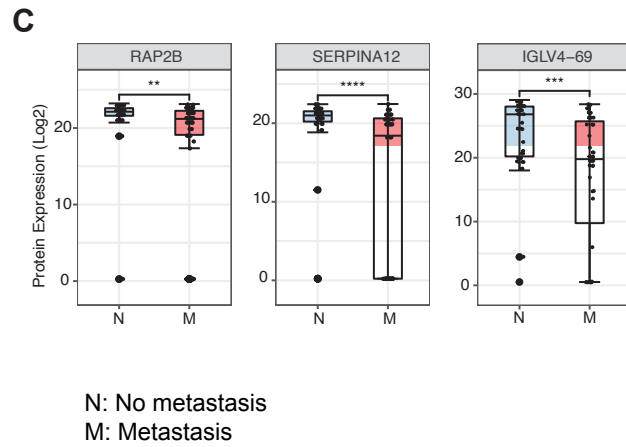 C
RAP2B SERPINA12 IGLV4−69
** **** ***
Protein Expression (Log2)
20
10
0
20
10
0
30
20
10
0
N M N M N M
N: No metastasis
M: Metastasis